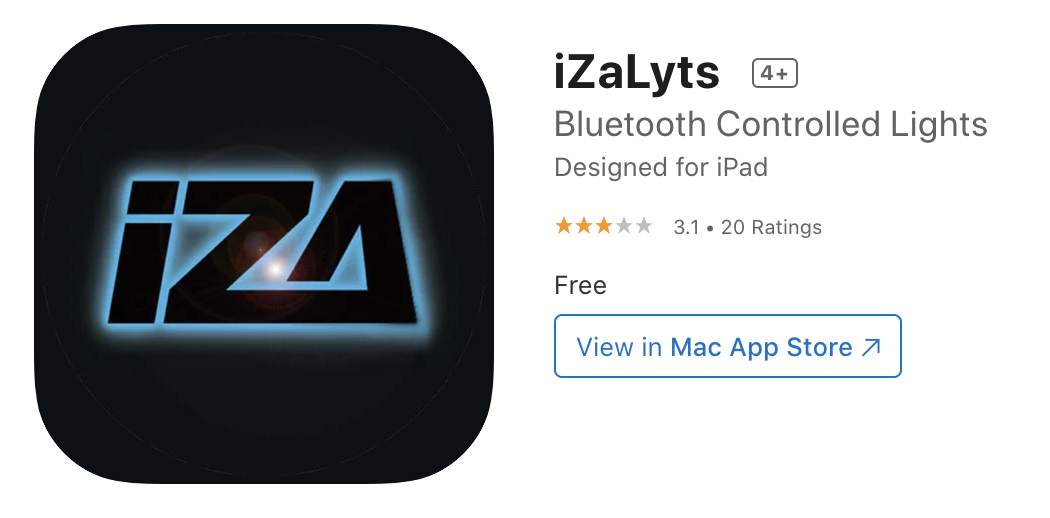 iZA
iZaLyts 4+
Bluetooth Controlled Lights
Designed for iPad
3.1 • 20 Ratings
Free
View in Mac App Store ↗